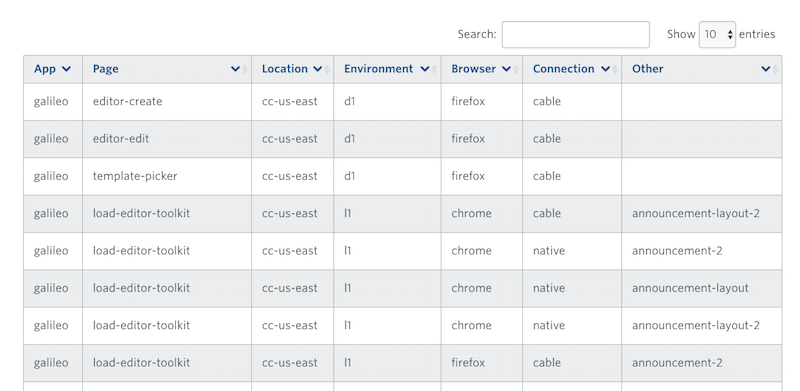 Search: Show 10 entries
App Page Location Environment Browser Connection Other
galileo editor-create cc-us-east d1 firefox cable
galileo editor-edit cc-us-east d1 firefox cable
galileo template-picker cc-us-east d1 firefox cable
galileo load-editor-toolkit cc-us-east l1 chrome cable announcement-layout-2
galileo load-editor-toolkit cc-us-east l1 chrome native announcement-2
galileo load-editor-toolkit cc-us-east l1 chrome native announcement-layout
galileo load-editor-toolkit cc-us-east l1 chrome native announcement-layout-2
galileo load-editor-toolkit cc-us-east l1 firefox cable announcement-2